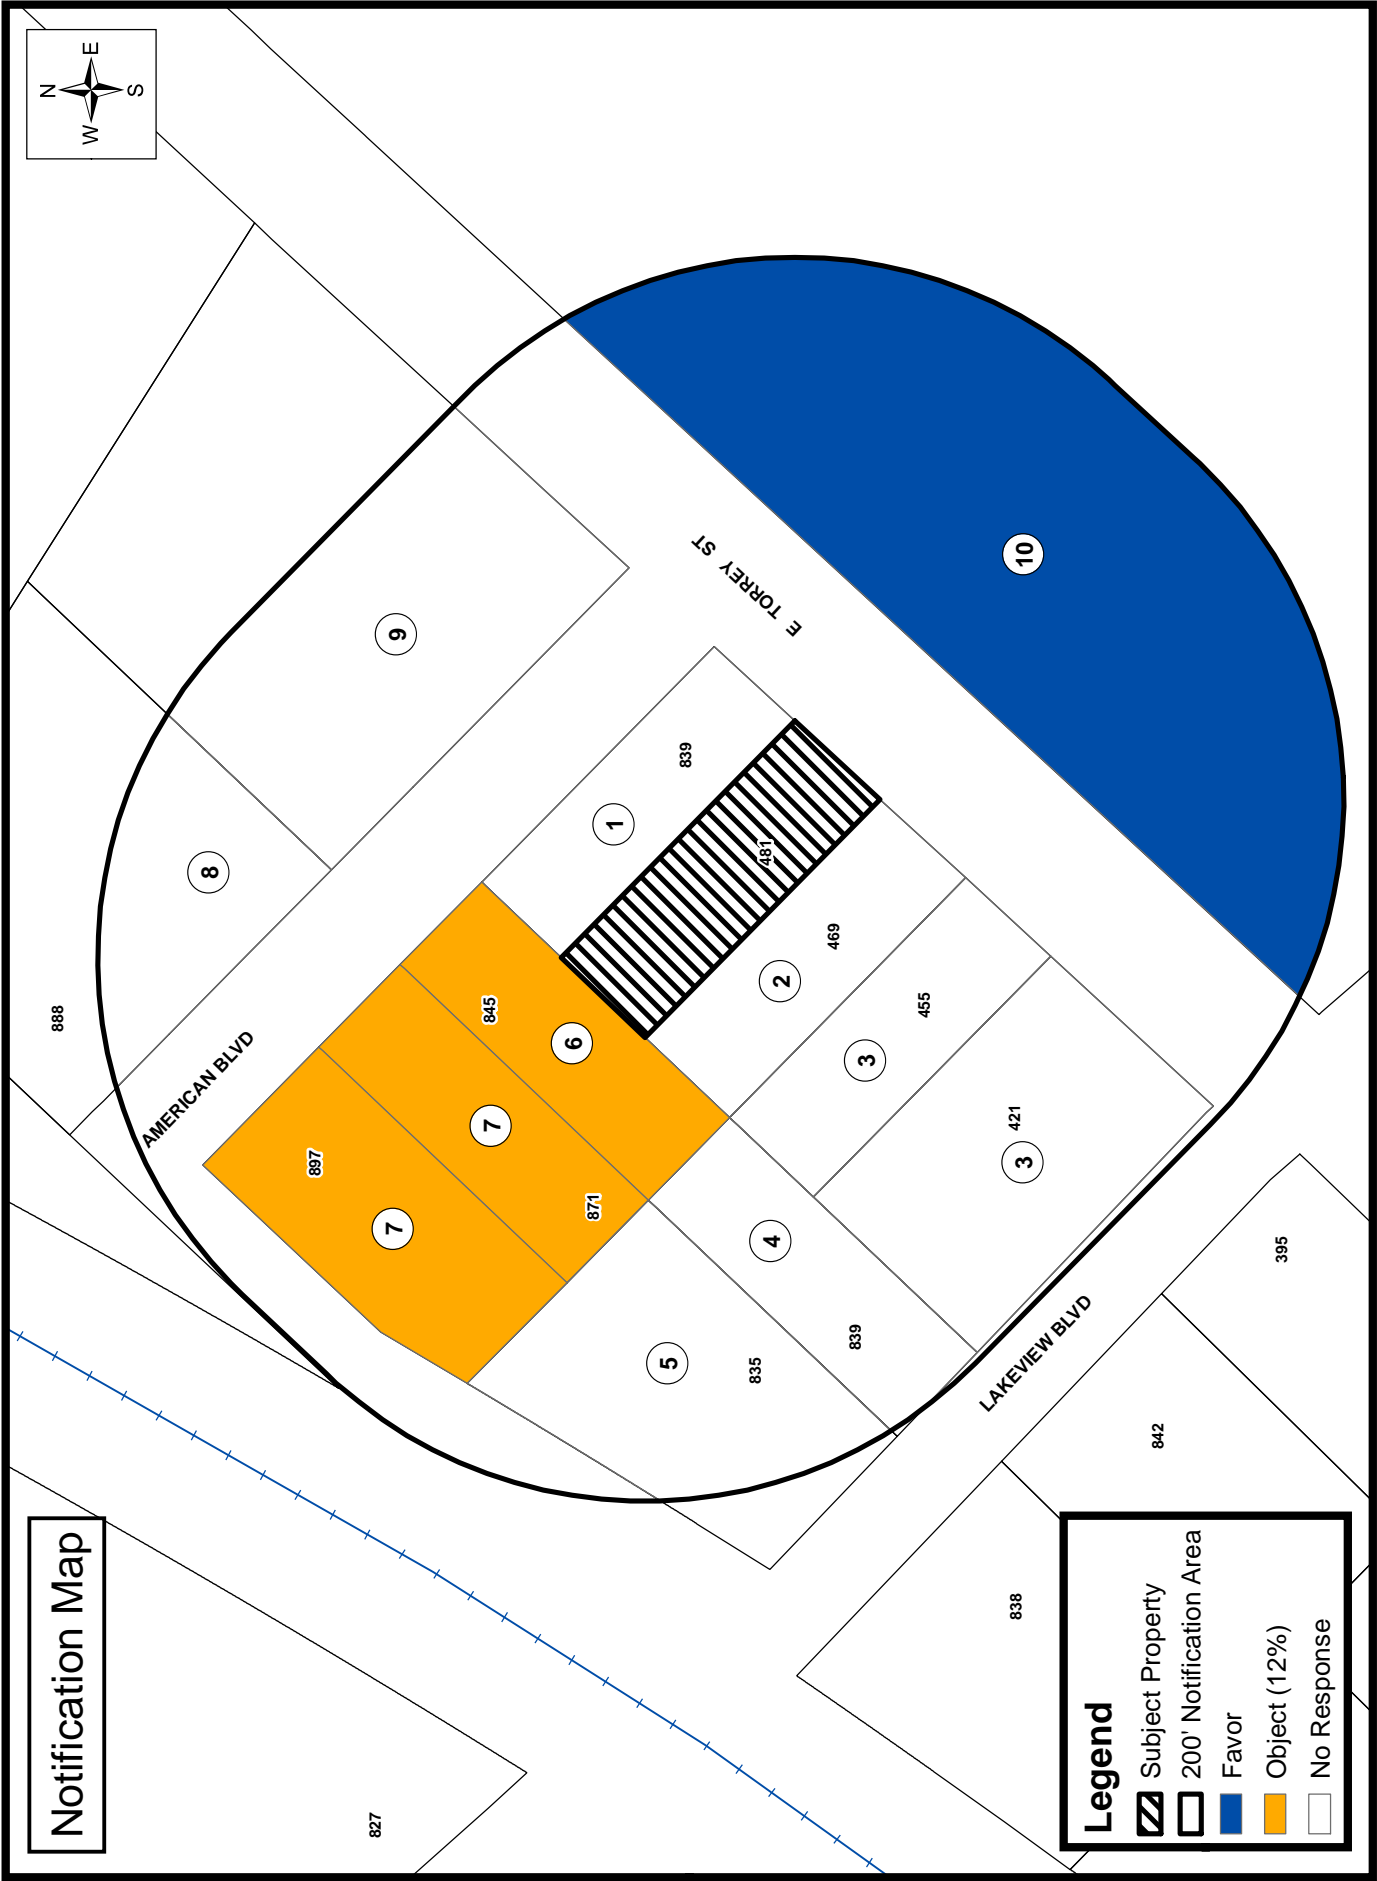 Notification Map
N
W
E
S
888
827
AMERICAN BLVD
897
7
7
871
845
6
8
9
1
839
481
E TORREY ST
2
469
3
455
3
421
4
839
5
835
10
LAKEVIEW BLVD
395
842
838
Legend
Subject Property
200' Notification Area
Favor
Object (12%)
No Response